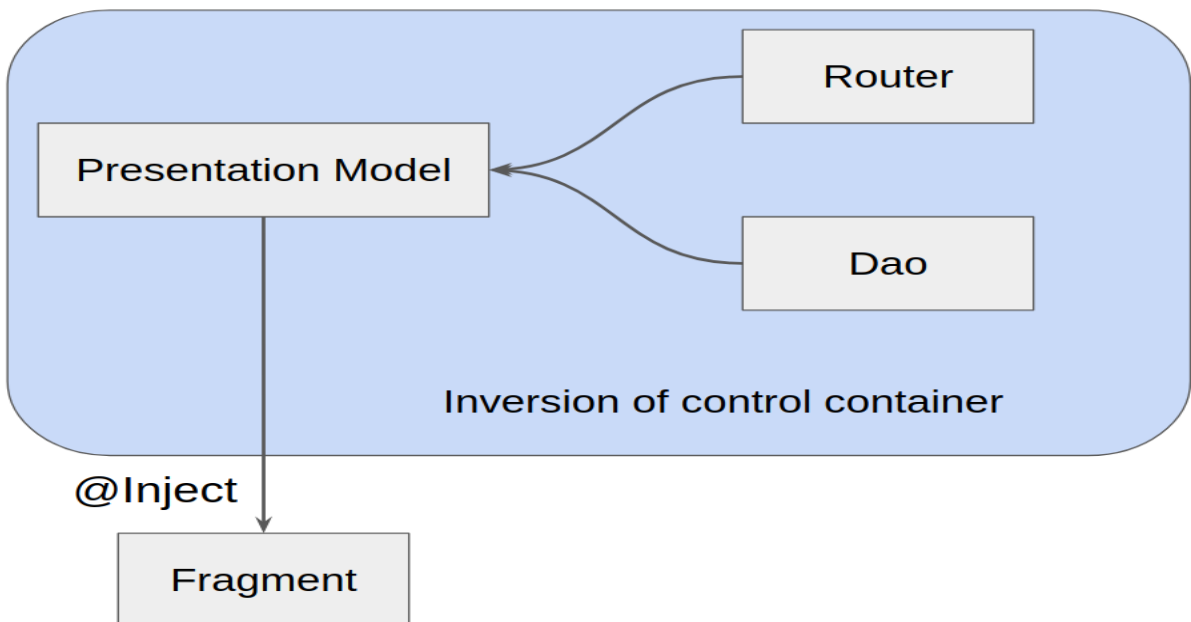 Router
Presentation Model
Dao
Inversion of control container
@Inject
Fragment